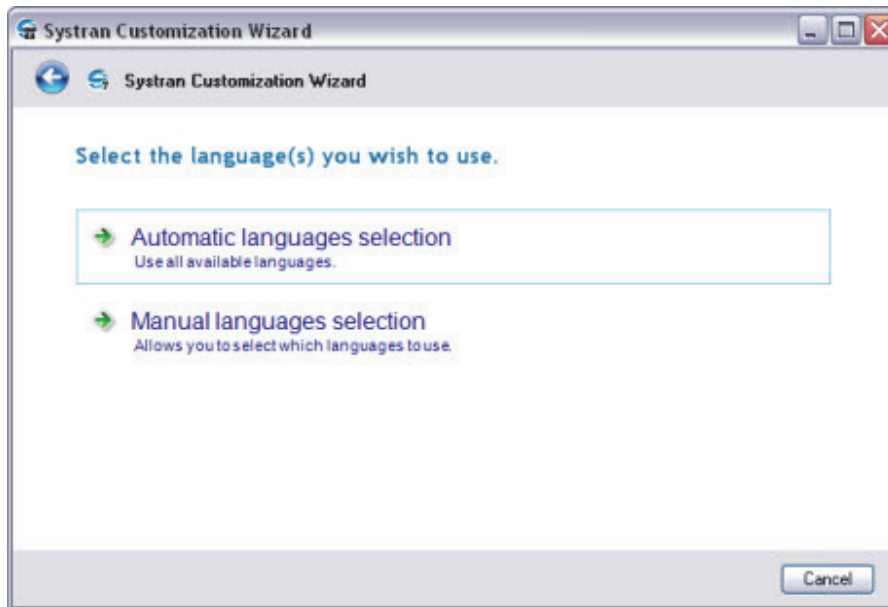 Systran Customization Wizard
Systran Customization Wizard
Select the language(s) you wish to use.
Automatic languages selection
Use all available languages.
Manual languages selection
Allows you to select which languages to use.
Cancel